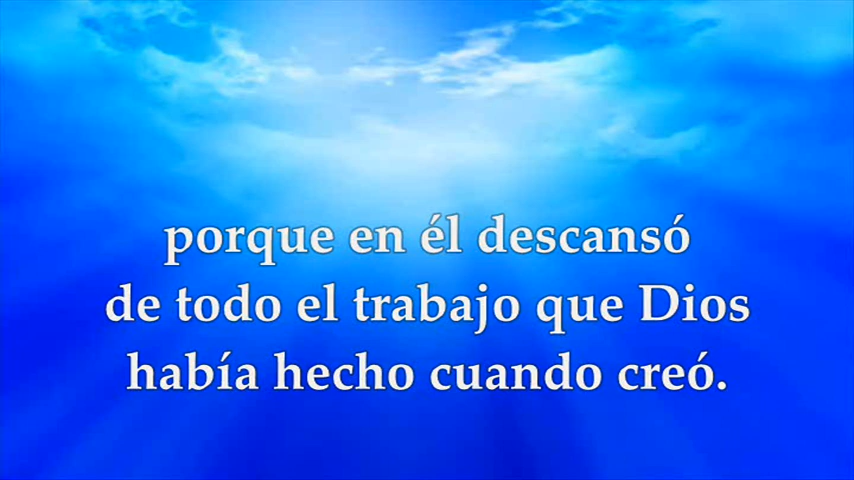 porque en él descansó
de todo el trabajo que Dios
había hecho cuando creó.